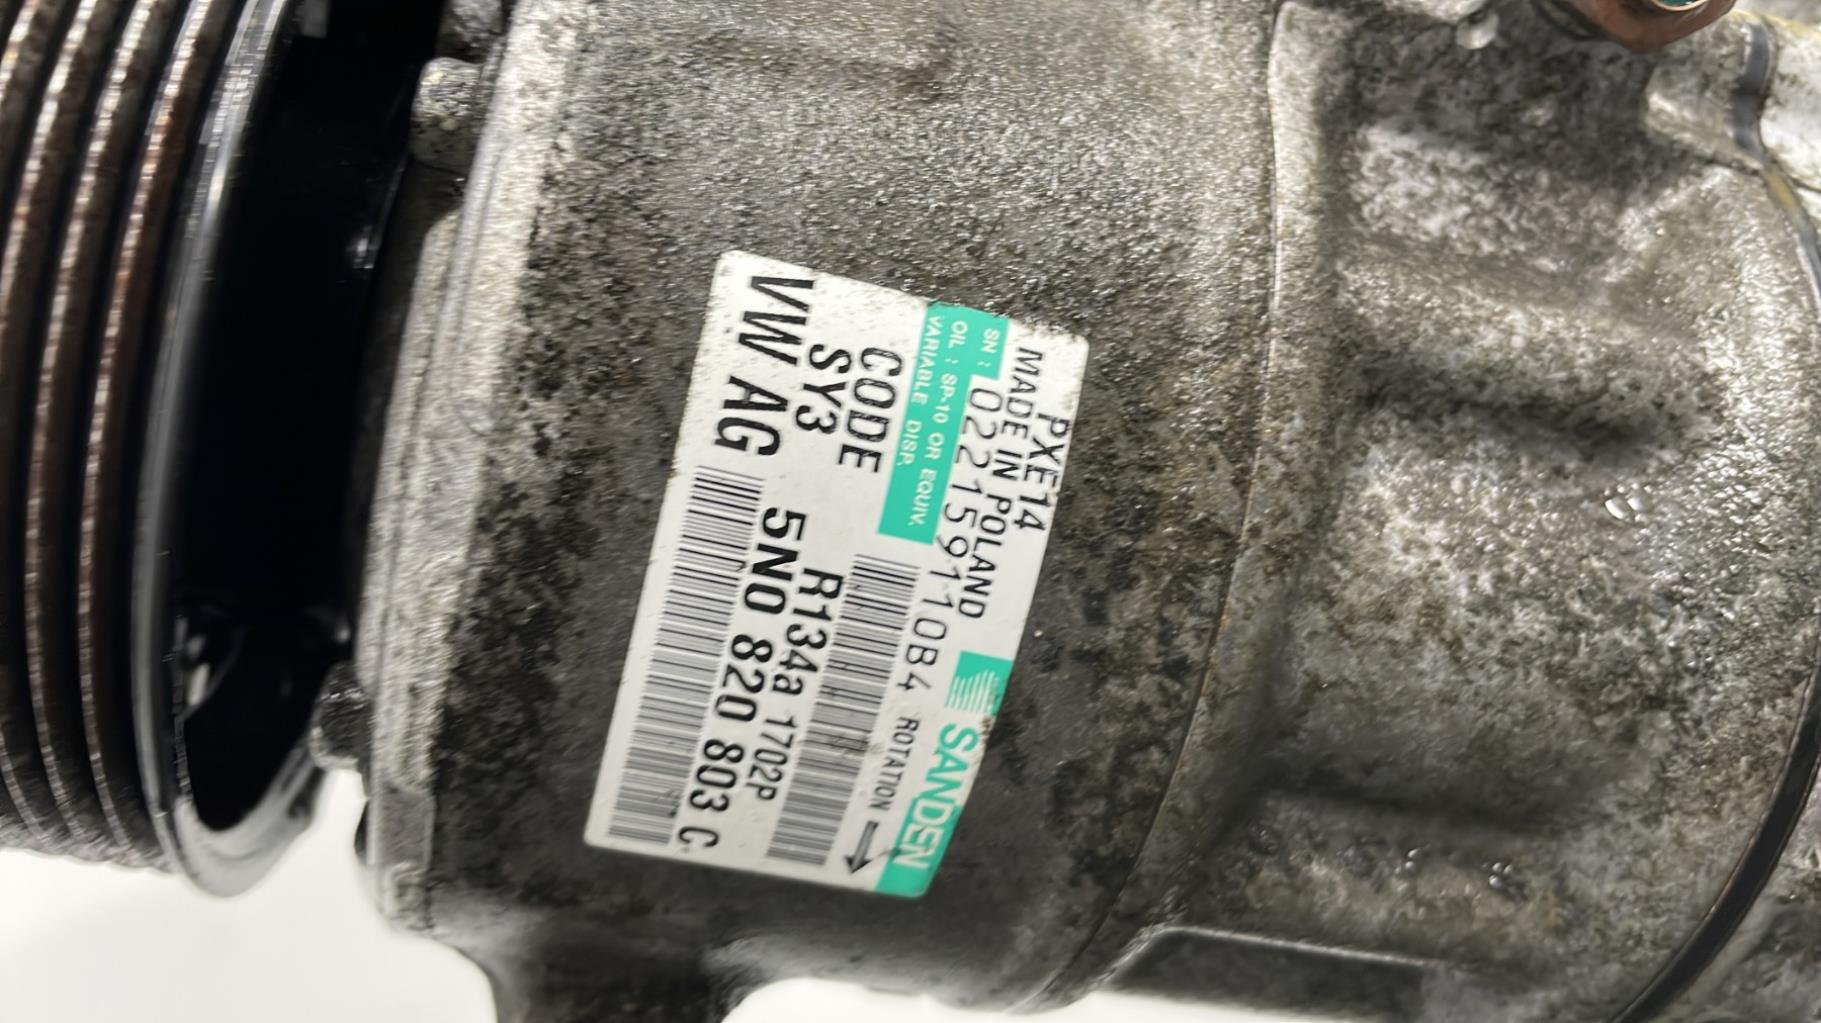 PXE14
MADE IN POLAND
SANDEN
SN : 02215911084
OIL : SP-10 OR EQUIV.
VARIABLE DISP.
ROTATION →
CODE
SY3
R134a 1702P
VW AG 5N0 820 803 C